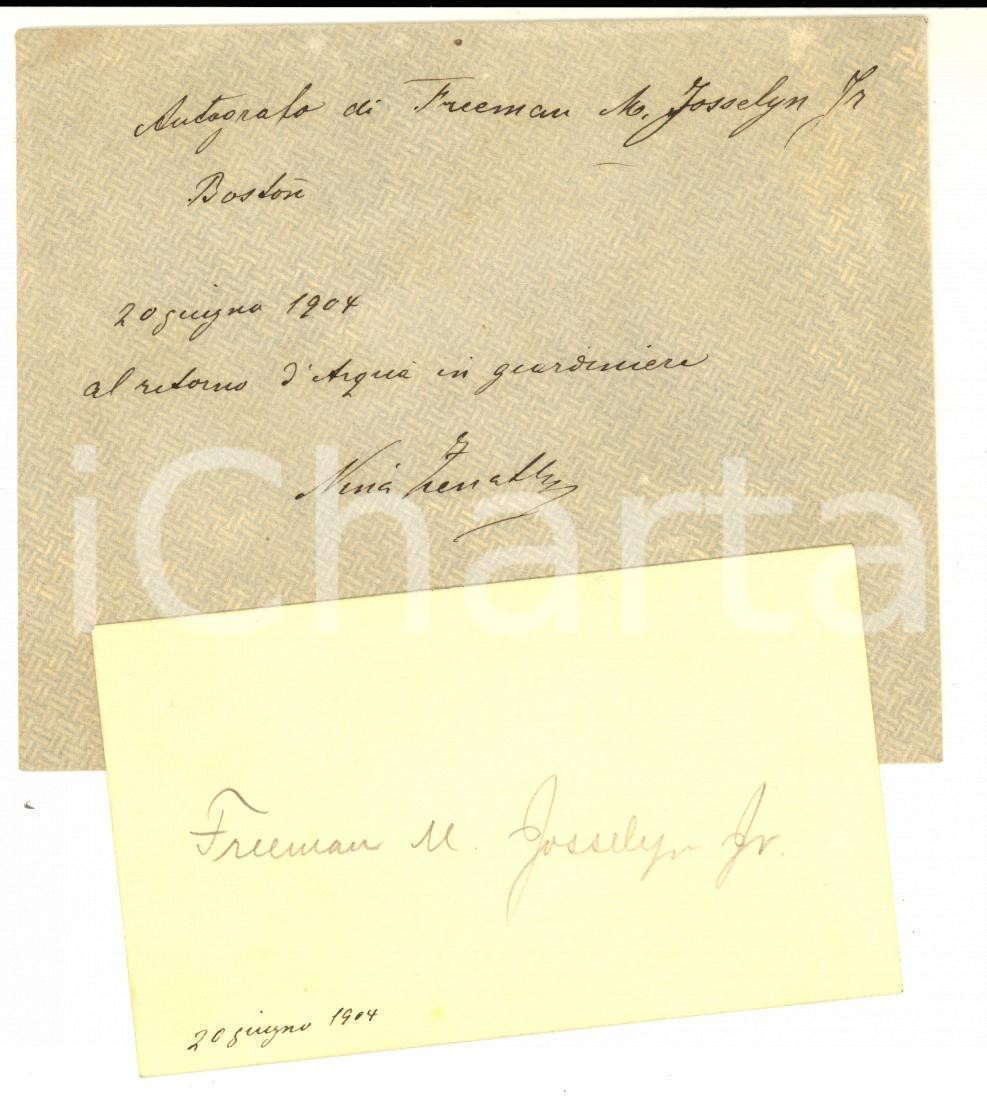 Autografo di Freeman M. Josselyn Jr
Boston
20 giugno 1904
al retorno d'Arquà in giardiniera
Nina
iCharta
Freeman M. Josselyn Jr.
20 giugno 1904